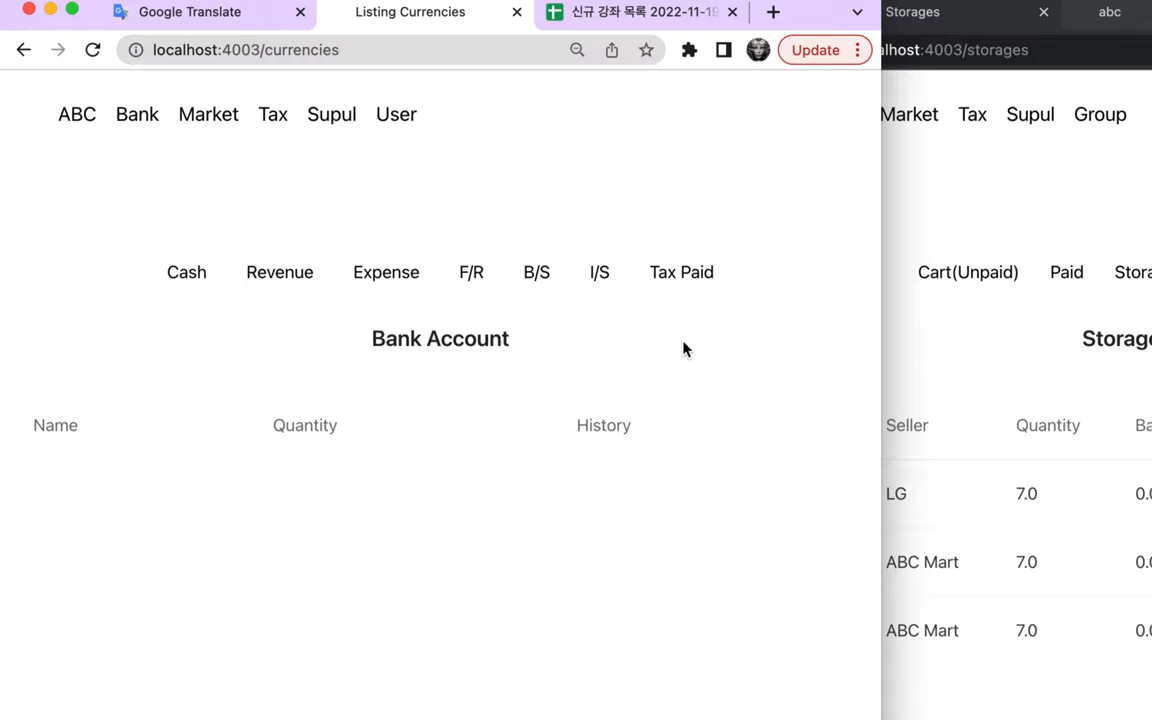 Google Translate
Listing Currencies
신규 강좌 목록 2022-11-19
Storages
abc
localhost:4003/currencies
Update
lhost:4003/storages
ABC Bank Market Tax Supul User
Market Tax Supul Group
Cash Revenue Expense F/R B/S I/S Tax Paid
Cart(Unpaid) Paid Stora
Bank Account
Storage
Name Quantity History
Seller Quantity Ba
LG 7.0 0.0
ABC Mart 7.0 0.0
ABC Mart 7.0 0.0